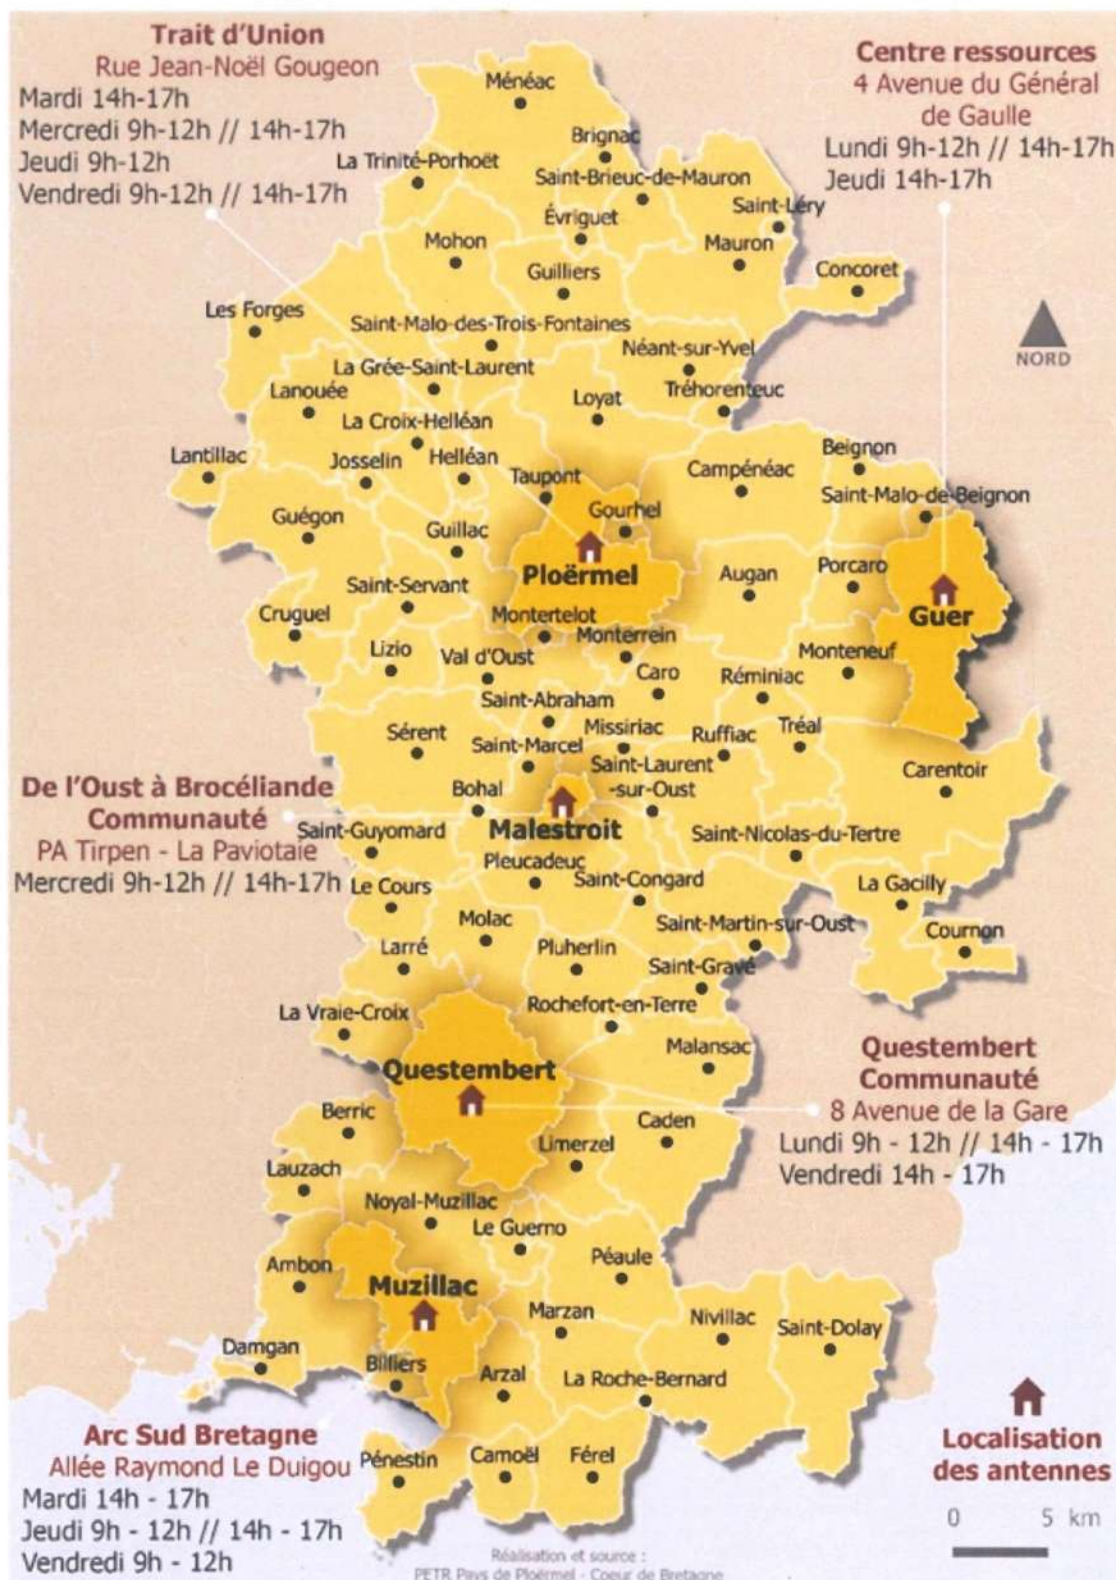 Trait d'Union
Rue Jean-Noël Gougeon
Mardi 14h-17h
Mercredi 9h-12h // 14h-17h
Jeudi 9h-12h
Vendredi 9h-12h // 14h-17h
Centre ressources
4 Avenue du Général
de Gaulle
Lundi 9h-12h // 14h-17h
Jeudi 14h-17h
Ménéac
Brignac
La Trinité-Porhoët
Saint-Brieuc-de-Mauron
Saint-Léry
Évriguet
Mohon
Mauron
Guilliers
Concoret
Les Forges
Saint-Malo-des-Trois-Fontaines
Néant-sur-Yvel
NORD
La Grée-Saint-Laurent
Lanouée
Loyat
Tréhorenteuc
La Croix-Helléan
Lantillac
Josselin
Helléan
Taupont
Campénéac
Beignon
Saint-Malo-de-Beignon
Guégon
Guillac
Gourhel
Ploërmel
Augan
Porcaro
Guer
Saint-Servant
Cruguel
Montertelot
Monterrein
Lizio
Val d'Oust
Monteneuf
Caro
Réminiac
Saint-Abraham
Sérent
Missiriac
Ruffiac
Tréal
Saint-Marcel
Saint-Laurent
-sur-Oust
Carentoir
De l'Oust à Brocéliande
Communauté
PA Tirpen - La Paviotaie
Mercredi 9h-12h // 14h-17h
Bohal
Malestroit
Saint-Guyomard
Saint-Nicolas-du-Tertre
Pleucadeuc
Saint-Congard
Le Cours
La Gacilly
Molac
Saint-Martin-sur-Oust
Cournon
Larré
Pluherlin
Saint-Gravé
La Vraie-Croix
Rochefort-en-Terre
Malansac
Questembert
Questembert
Communauté
8 Avenue de la Gare
Lundi 9h - 12h // 14h - 17h
Vendredi 14h - 17h
Berric
Caden
Limerzel
Lauzach
Noyal-Muzillac
Le Guerno
Ambon
Péaule
Muzillac
Marzan
Nivillac
Saint-Dolay
Damgan
Billiers
Arzal
La Roche-Bernard
Arc Sud Bretagne
Allée Raymond Le Duigou
Mardi 14h - 17h
Jeudi 9h - 12h // 14h - 17h
Vendredi 9h - 12h
Pénestin
Camoël
Férel
Localisation
des antennes
0 5 km
Réalisation et source :
PETR Pays de Ploërmel - Coeur de Bretagne